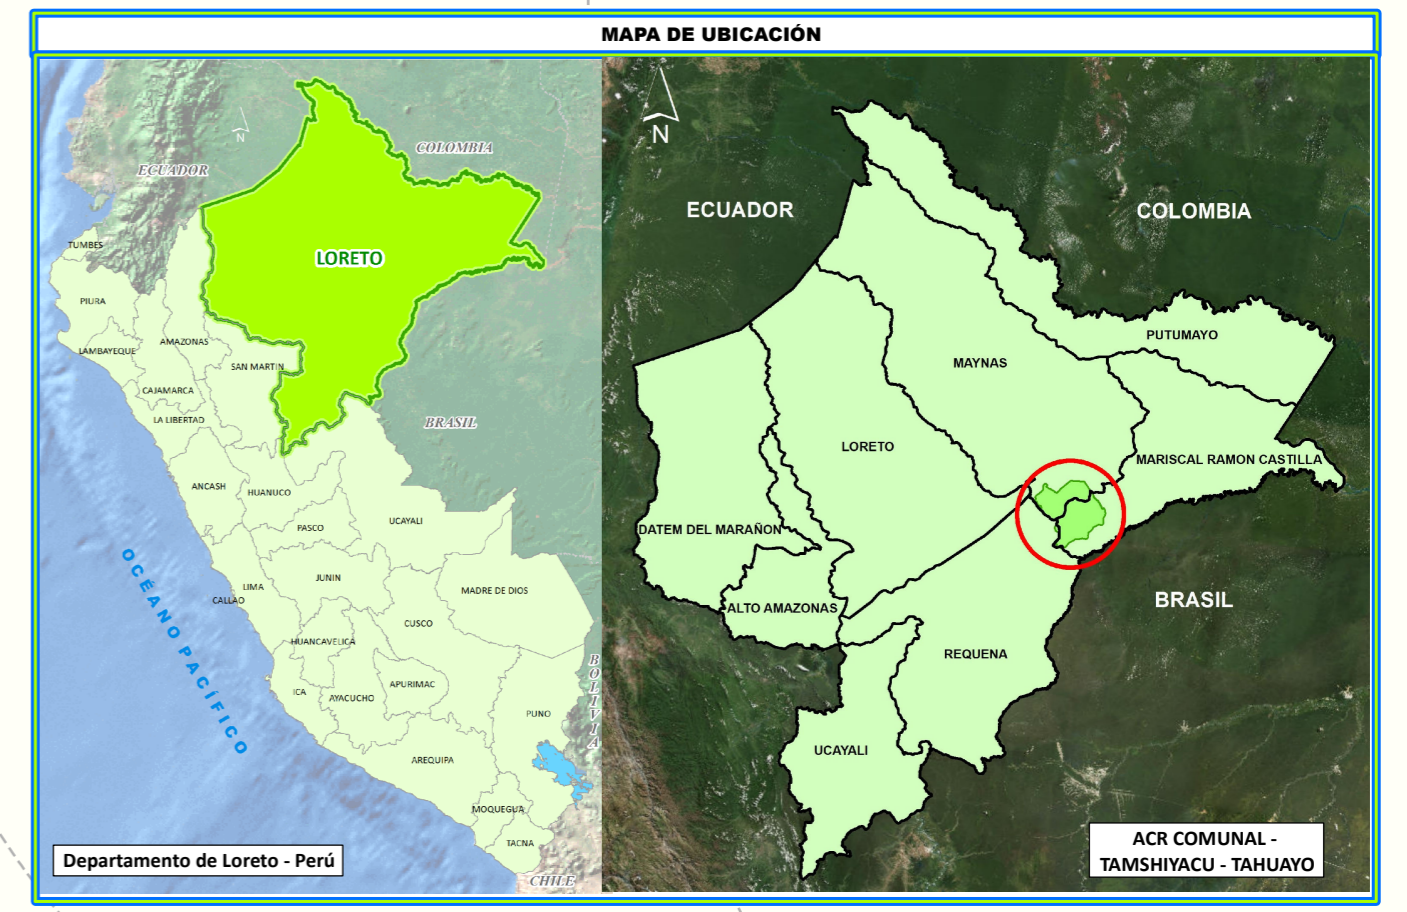 MAPA DE UBICACIÓN
COLOMBIA
ECUADOR
N
LORETO
TUMBES
PIURA
LAMBAYEQUE
AMAZONAS
SAN MARTIN
CAJAMARCA
LA LIBERTAD
BRASIL
ANCASH
HUANUCO
PASCO
UCAYALI
JUNIN
LIMA
CALLAO
MADRE DE DIOS
CUSCO
HUANCAVELICA
ICA
AYACUCHO
APURIMAC
PUNO
AREQUIPA
MOQUEGUA
TACNA
OCÉANO PACÍFICO
BOLIVIA
CHILE
Departamento de Loreto - Perú
N
ECUADOR
COLOMBIA
PUTUMAYO
MAYNAS
LORETO
MARISCAL RAMON CASTILLA
DATEM DEL MARAÑON
ALTO AMAZONAS
BRASIL
REQUENA
UCAYALI
ACR COMUNAL -
TAMSHIYACU - TAHUAYO